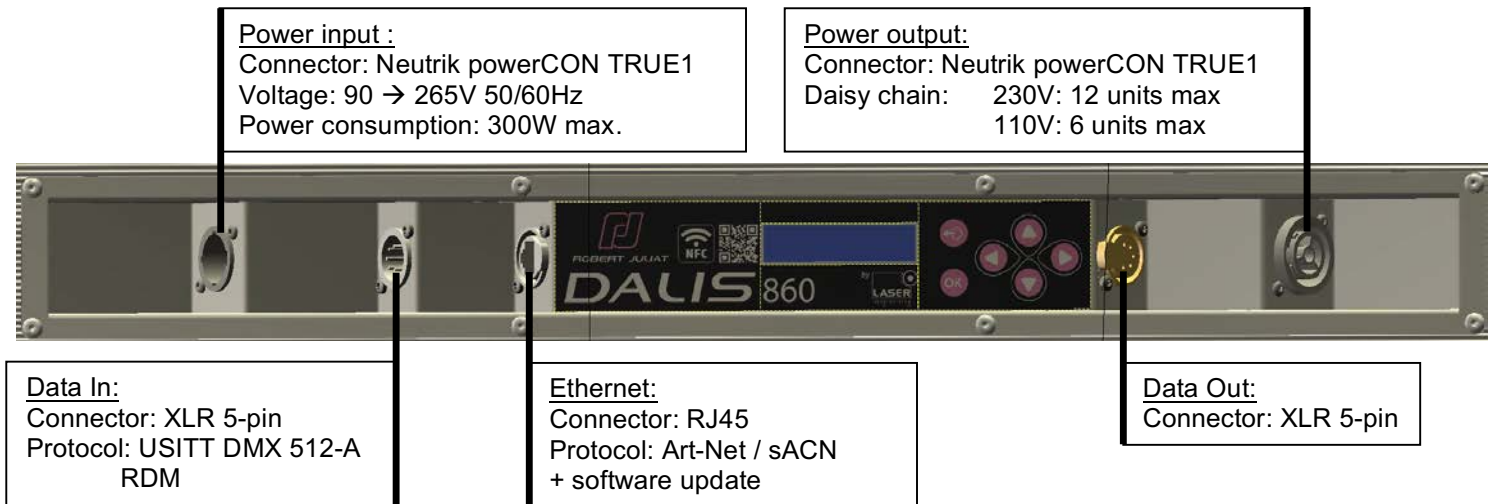 Power input :
Connector: Neutrik powerCON TRUE1
Voltage: 90 → 265V 50/60Hz
Power consumption: 300W max.
Power output:
Connector: Neutrik powerCON TRUE1
Daisy chain: 230V: 12 units max
110V: 6 units max
ROBERT JULIAT
NFC
DALIS 860
by
LASER
OK
Data In:
Connector: XLR 5-pin
Protocol: USITT DMX 512-A
RDM
Ethernet:
Connector: RJ45
Protocol: Art-Net / sACN
+ software update
Data Out:
Connector: XLR 5-pin